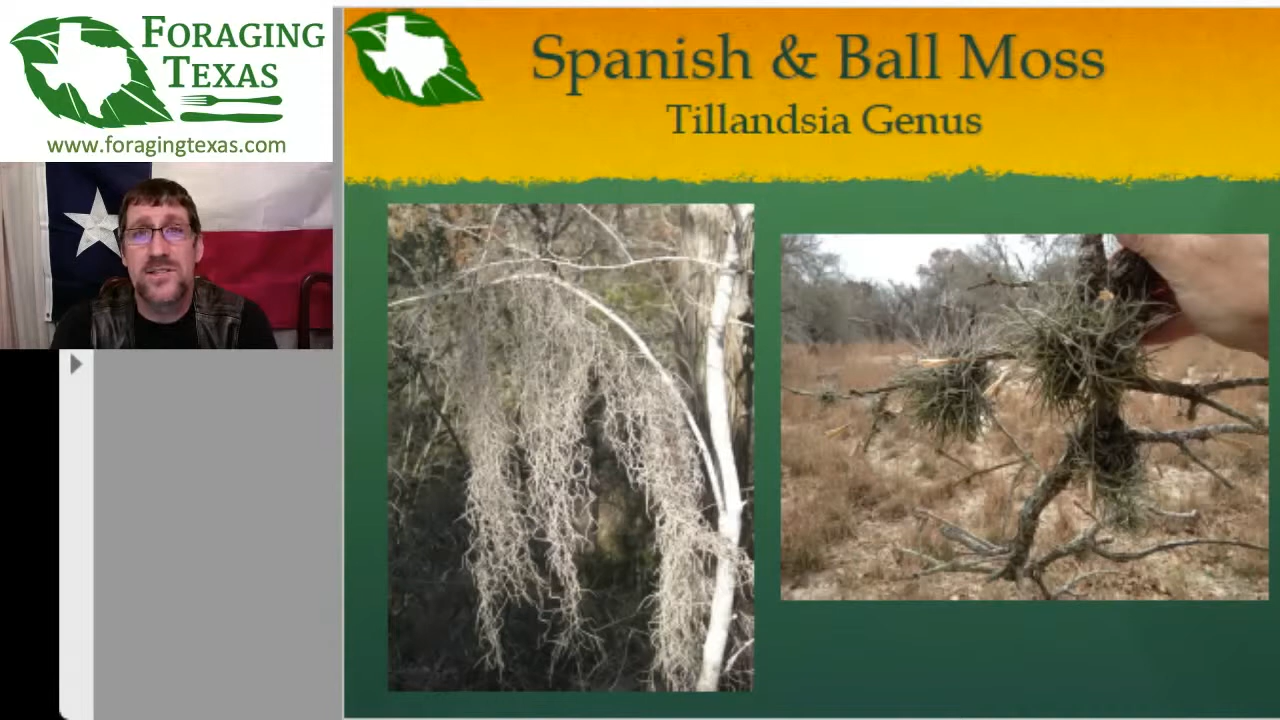 FORAGING
TEXAS
www.foragingtexas.com
Spanish & Ball Moss
Tillandsia Genus